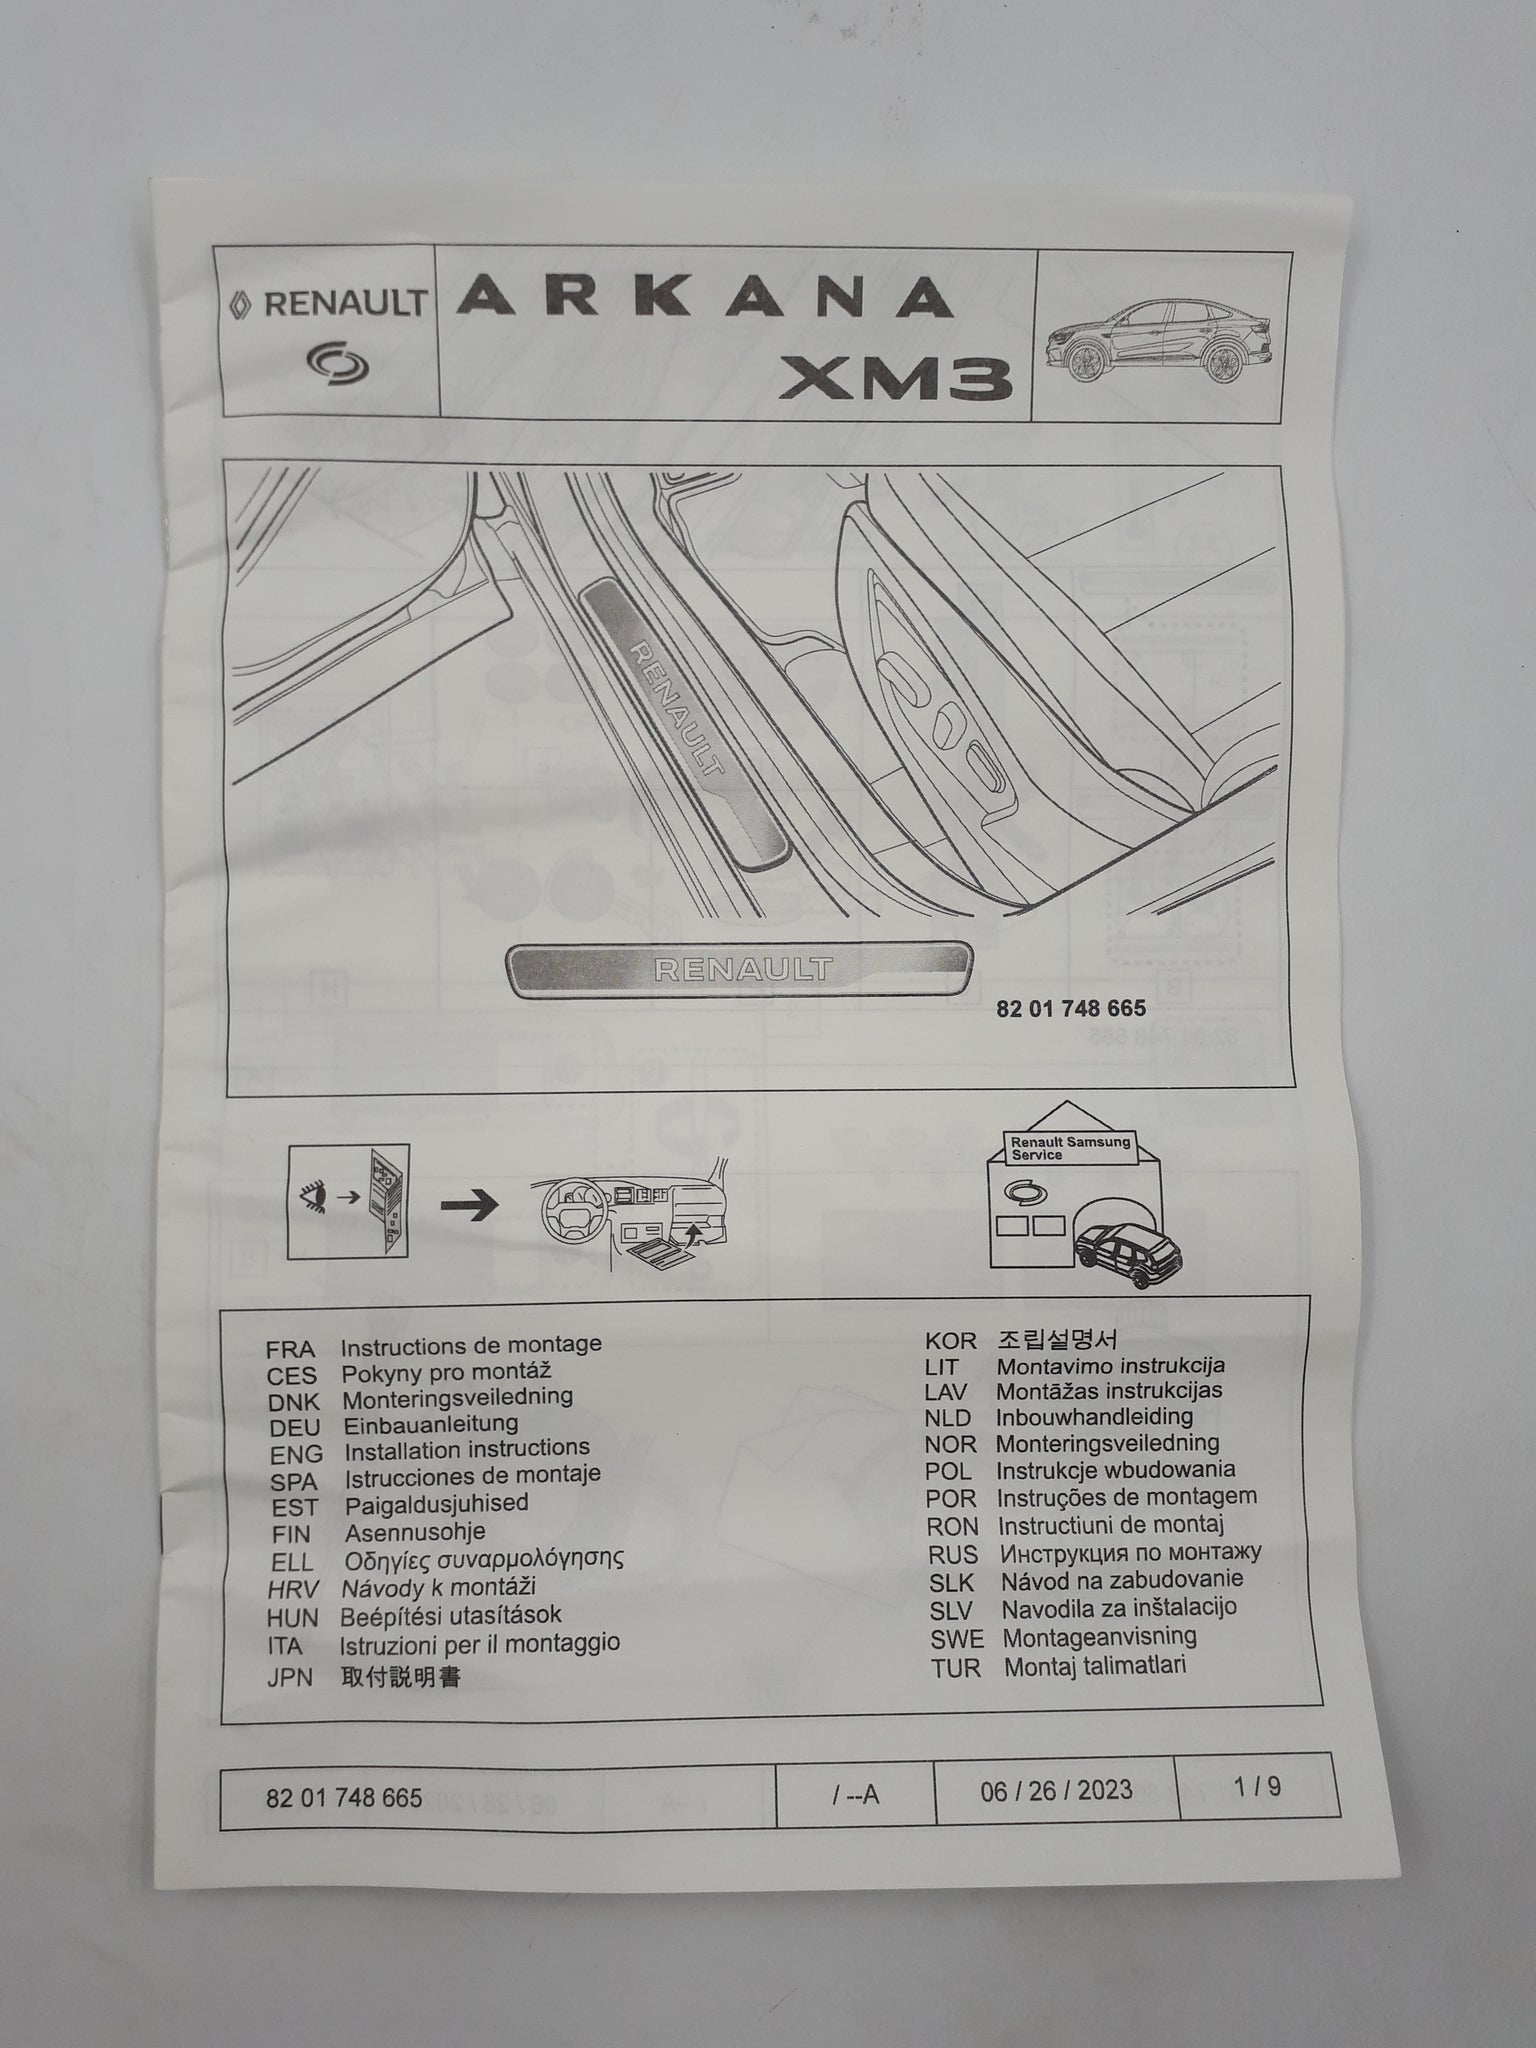 RENAULT
ARKANA
XM3
RENAULT
RENAULT
82 01 748 665
Renault Samsung
Service
FRA Instructions de montage
CES Pokyny pro montáž
DNK Monteringsveiledning
DEU Einbauanleitung
ENG Installation instructions
SPA Istrucciones de montaje
EST Paigaldusjuhised
FIN Asennusohje
ELL Οδηγίες συναρμολόγησης
HRV Návody k montáži
HUN Beépítési utasítások
ITA Istruzioni per il montaggio
JPN 取付説明書
KOR 조립설명서
LIT Montavimo instrukcija
LAV Montāžas instrukcijas
NLD Inbouwhandleiding
NOR Monteringsveiledning
POL Instrukcje wbudowania
POR Instruções de montagem
RON Instructiuni de montaj
RUS Инструкция по монтажу
SLK Návod na zabudovanie
SLV Navodila za inštalacijo
SWE Montageanvisning
TUR Montaj talimatlari
82 01 748 665
/ --A
06 / 26 / 2023
1 / 9